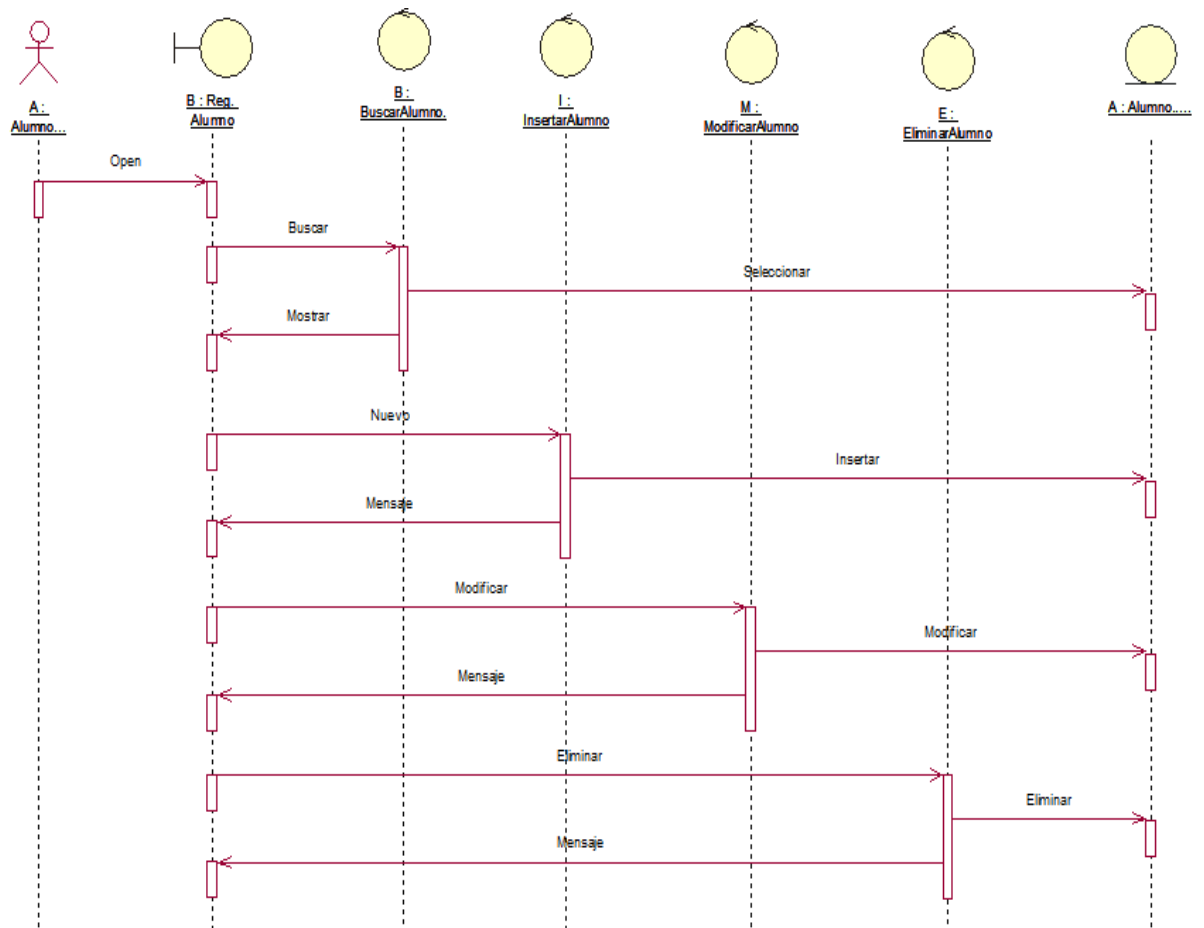 A :
Alumno...
B : Reg.
Alumno
B :
BuscarAlumno.
I :
InsertarAlumno
M :
ModificarAlumno
E :
EliminarAlumno
A : Alumno.....
Open
Buscar
Seleccionar
Mostrar
Nuevo
Insertar
Mensaje
Modificar
Modificar
Mensaje
Eliminar
Eliminar
Mensaje